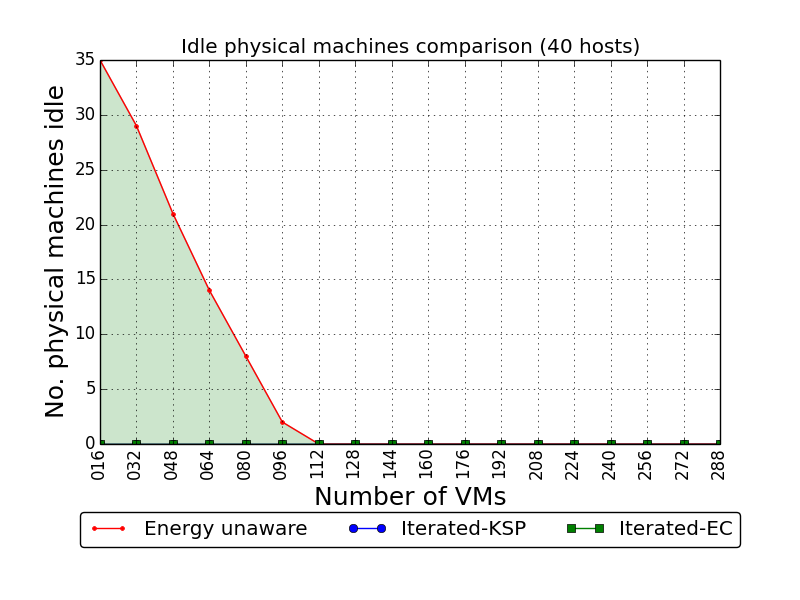 Idle physical machines comparison (40 hosts)
No. physical machines idle
35
30
25
20
15
10
5
0
016 032 048 064 080 096 112 128 144 160 176 192 208 224 240 256 272 288
Number of VMs
Energy unaware Iterated-KSP Iterated-EC